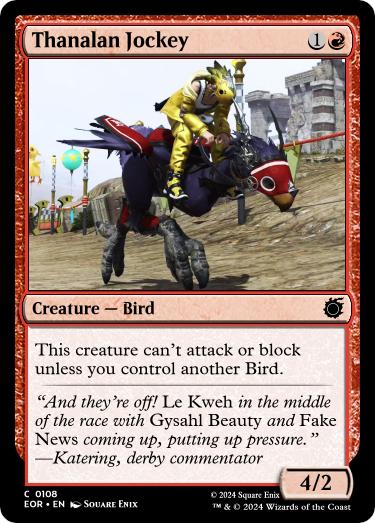 Thanalan Jockey 1
Creature — Bird
This creature can't attack or block
unless you control another Bird.
“And they're off! Le Kweh in the middle
of the race with Gysahl Beauty and Fake
News coming up, putting up pressure.”
—Katering, derby commentator
4/2
C 0108
EOR • EN SQUARE ENIX
© 2024 Square Enix
™ & © 2024 Wizards of the Coast